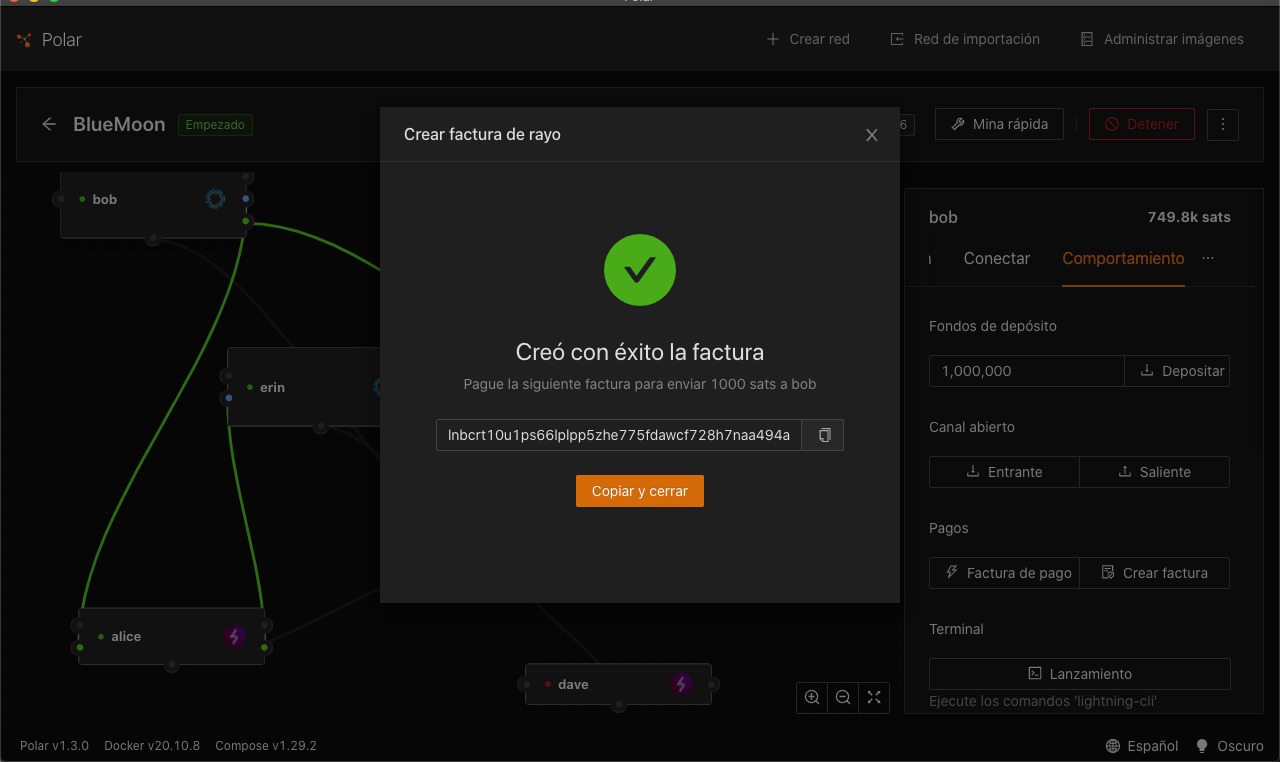 Polar
Polar
Crear red
Red de importación
Administrar imágenes
BlueMoon
Empezado
6
Mina rápida
Detener
Crear factura de rayo
X
Creó con éxito la factura
Pague la siguiente factura para enviar 1000 sats a bob
lnbcrt10u1ps66lplpp5zhe775fdawcf728h7naa494a
Copiar y cerrar
bob
erin
alice
dave
bob
749.8k sats
Conectar
Comportamiento
...
Fondos de depósito
1,000,000
Depositar
Canal abierto
Entrante
Saliente
Pagos
Factura de pago
Crear factura
Terminal
Lanzamiento
Ejecute los comandos 'lightning-cli'
Polar v1.3.0
Docker v20.10.8
Compose v1.29.2
Español
Oscuro